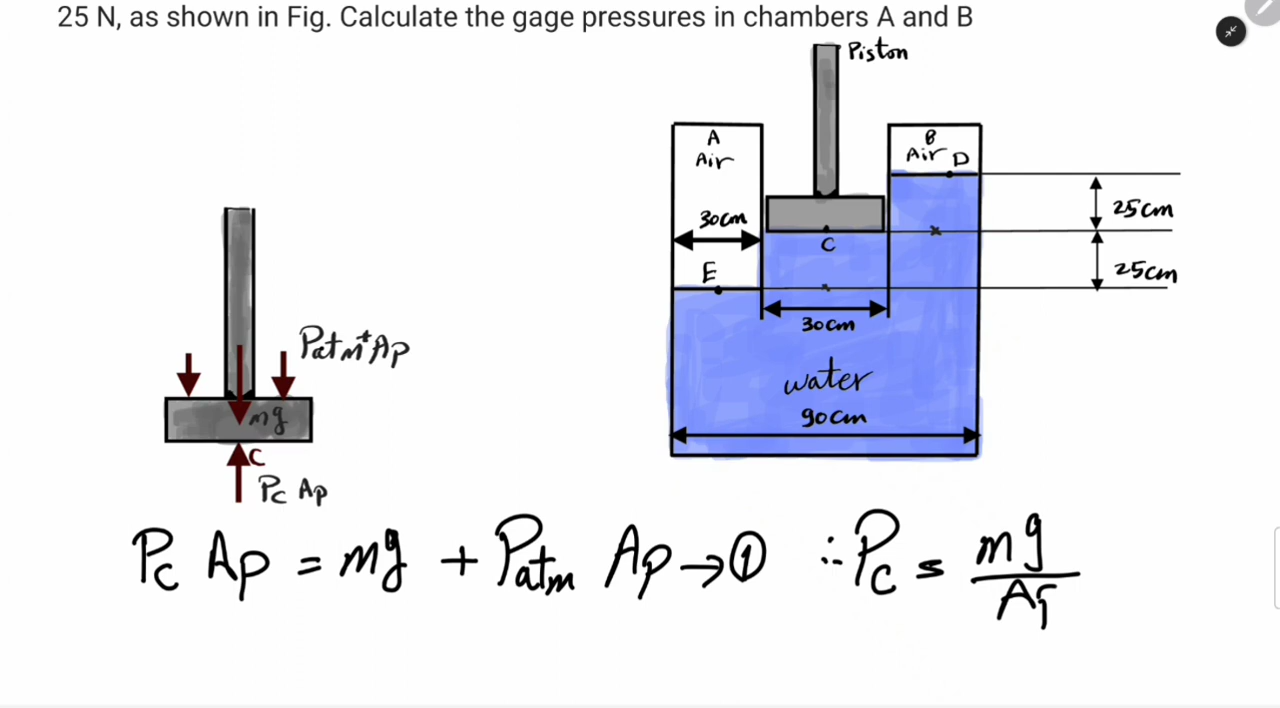 25 N, as shown in Fig. Calculate the gage pressures in chambers A and B
Piston
A
Air
B
Air D
30cm
25cm
C
E
25cm
30cm
water
90cm
Patm*Ap
mg
C
Pc Ap
Pc Ap = mg + Patm Ap → ① ∴ Pc = mg